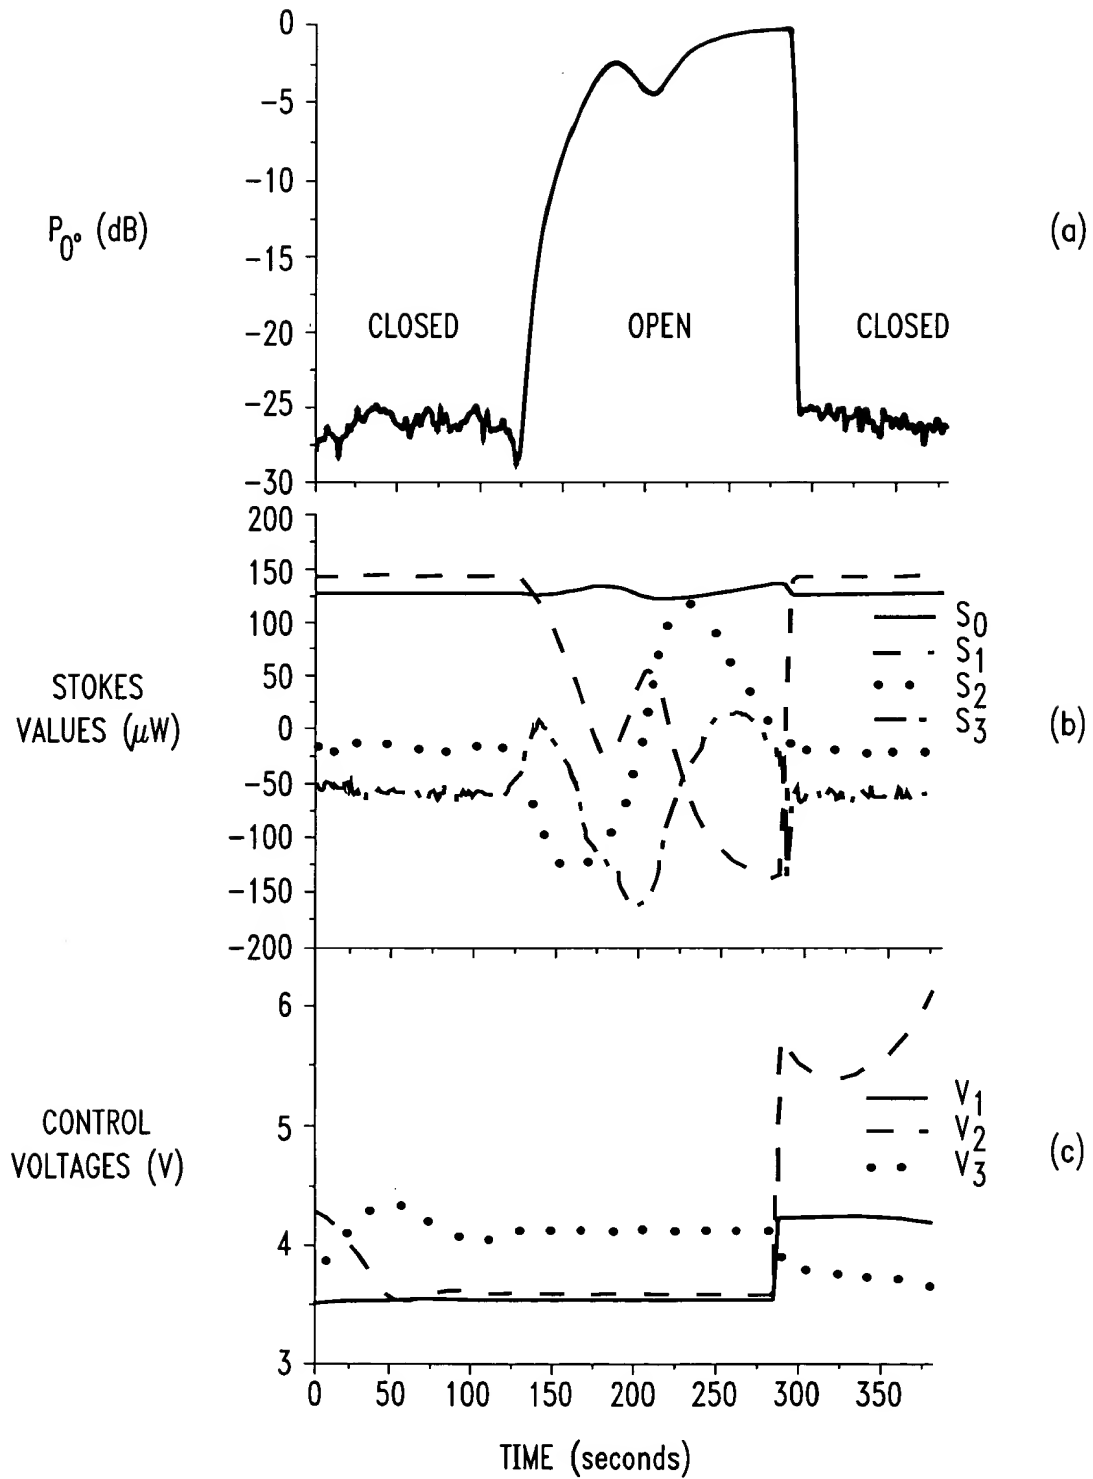 0
−5
−10
−15
−20
−25
−30
P0° (dB)
CLOSED
OPEN
CLOSED
(a)
200
150
100
50
0
−50
−100
−150
−200
STOKES
VALUES (μW)
S0
S1
S2
S3
(b)
6
5
4
3
CONTROL
VOLTAGES (V)
V1
V2
V3
(c)
0 50 100 150 200 250 300 350
TIME (seconds)